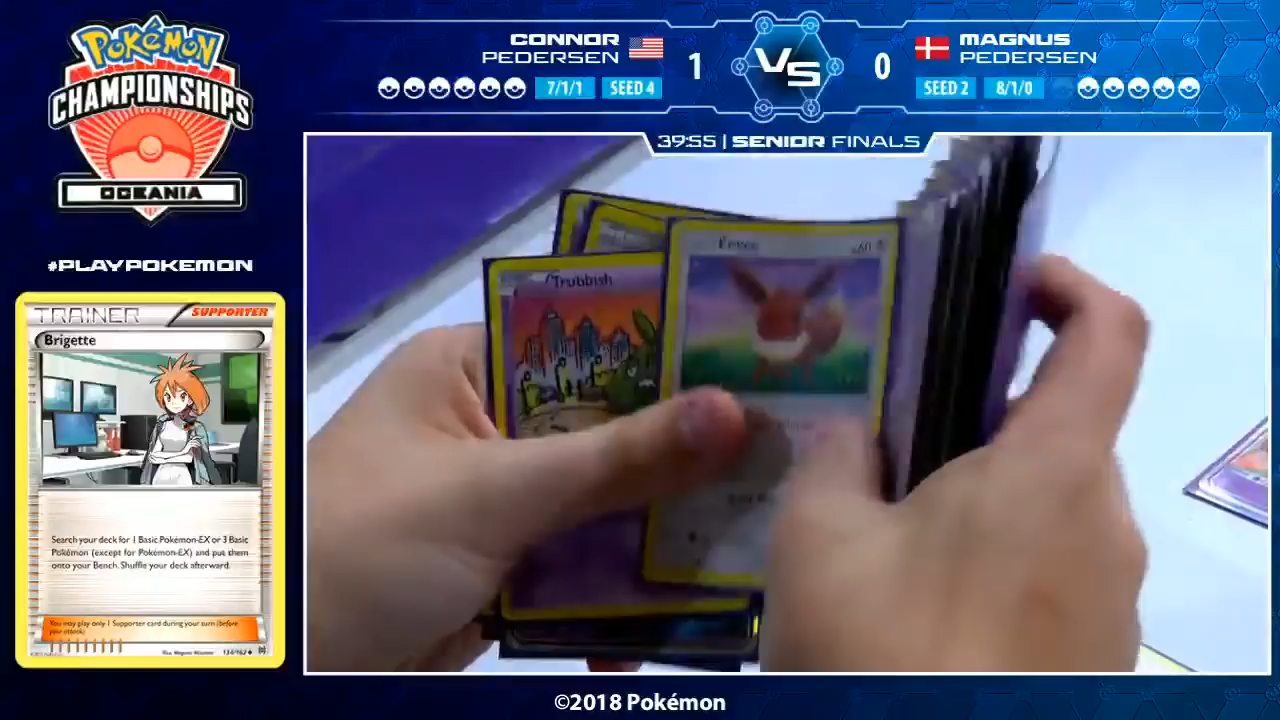 POKéMON
CHAMPIONSHIPS
OCEANIA
#PLAYPOKEMON
CONNOR
PEDERSEN
7/1/1
SEED 4
1
VS
0
MAGNUS
PEDERSEN
SEED 2
8/1/0
39:55 | SENIOR FINALS
TRAINER
SUPPORTER
Brigette
Search your deck for 1 Basic Pokémon-EX or 3 Basic
Pokémon (except for Pokémon-EX) and put them
onto your Bench. Shuffle your deck afterward.
You may play only 1 Supporter card during your turn (before
your attack).
134/162
Trubbish
Eevee
©2018 Pokémon